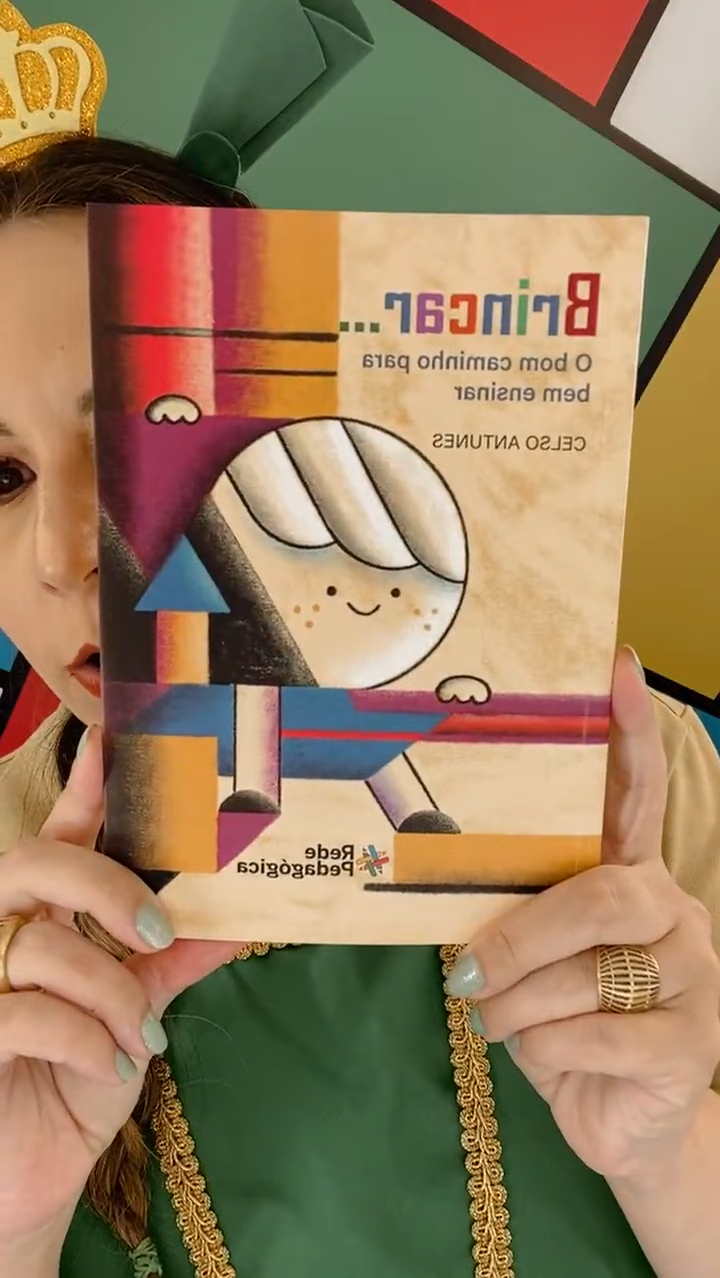 Brincar...
O bom caminho para
bem ensinar
CELSO ANTUNES
Rede
Pedagógica